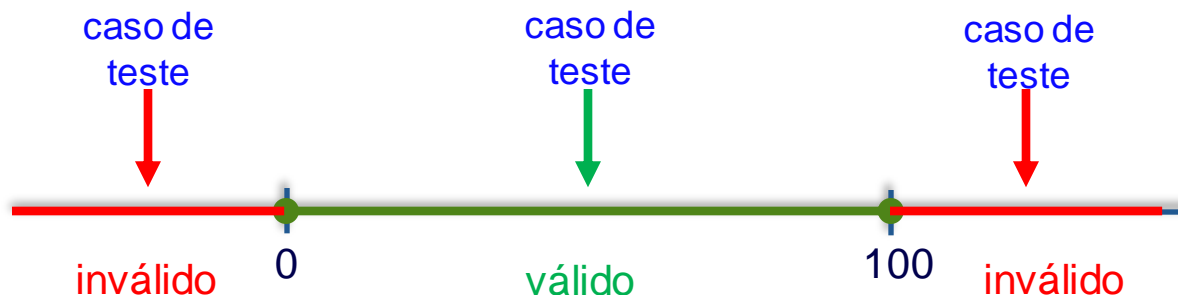 caso de
teste
caso de
teste
caso de
teste
inválido
0
válido
100
inválido